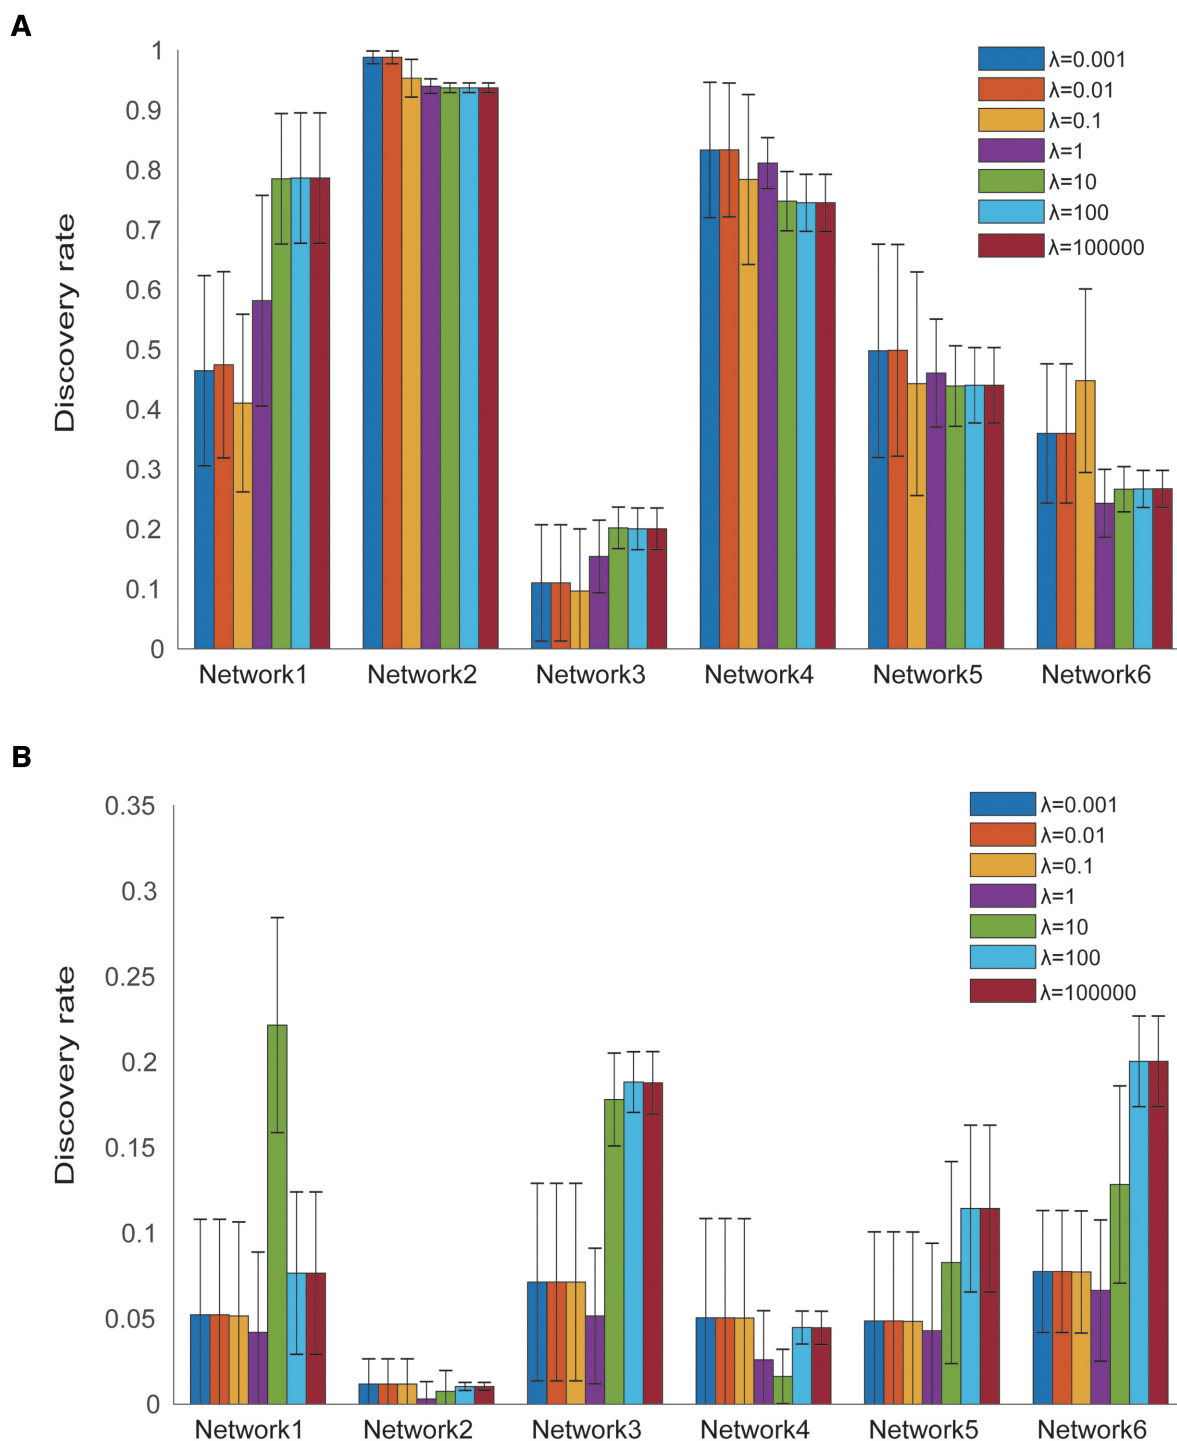 A
1
0.9
0.8
0.7
0.6
0.5
0.4
0.3
0.2
0.1
0
Discovery rate
λ=0.001
λ=0.01
λ=0.1
λ=1
λ=10
λ=100
λ=100000
Network1 Network2 Network3 Network4 Network5 Network6
B
0.35
0.3
0.25
0.2
0.15
0.1
0.05
0
Discovery rate
λ=0.001
λ=0.01
λ=0.1
λ=1
λ=10
λ=100
λ=100000
Network1 Network2 Network3 Network4 Network5 Network6